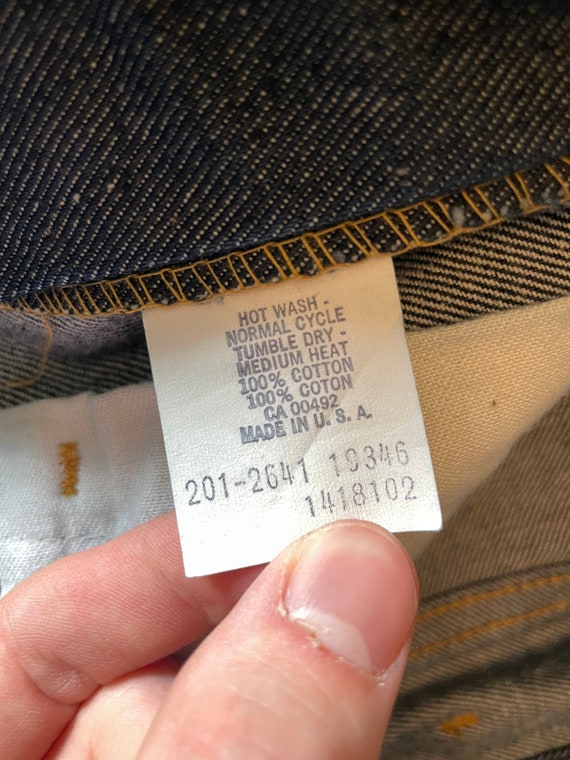 HOT WASH -
NORMAL CYCLE
TUMBLE DRY -
MEDIUM HEAT
100% COTTON
100% COTON
CA 00492
MADE IN U. S. A.
201-2641 19346
1418102